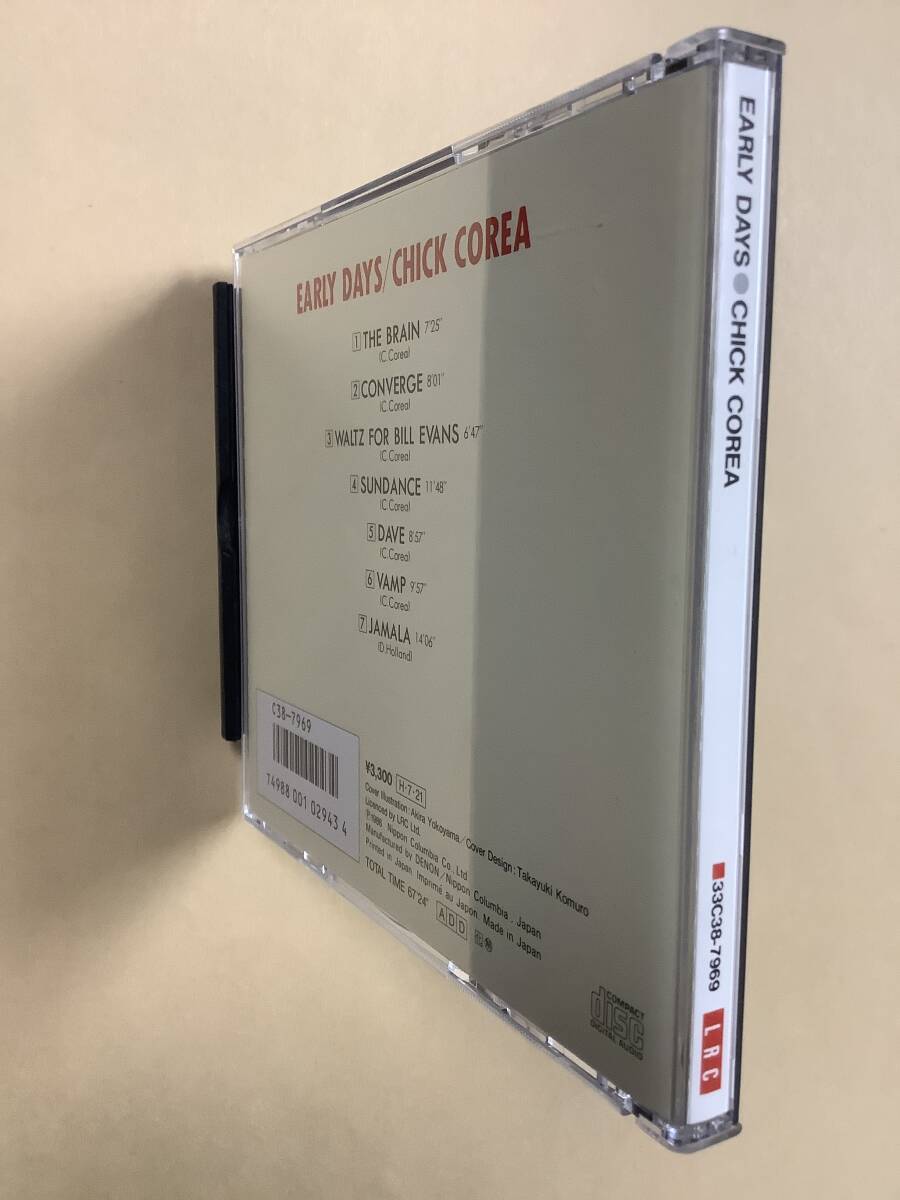 EARLY DAYS/CHICK COREA
1 THE BRAIN 7'25"
(C.Corea)
2 CONVERGE 8'01"
(C.Corea)
3 WALTZ FOR BILL EVANS 6'47"
(C.Corea)
4 SUNDANCE 11'48"
(C.Corea)
5 DAVE 8'57"
(C.Corea)
6 VAMP 9'57"
(C.Corea)
7 JAMALA 14'06"
(D.Holland)
C38-7969
74988 001 02943 4
¥3,300 H·7·21
Cover Illustration: Akira Yokoyama / Cover Design: Takayuki Komuro
Licenced by LRC Ltd.
℗1986 Nippon Columbia Co., Ltd
Manufactured by DENON / Nippon Columbia, Japan
Printed in Japan Imprimé au Japon. Made in Japan
TOTAL TIME 67'24" ADD
COMPACT
disc
DIGITAL AUDIO
EARLY DAYS●CHICK COREA
■33C38-7969
LRC